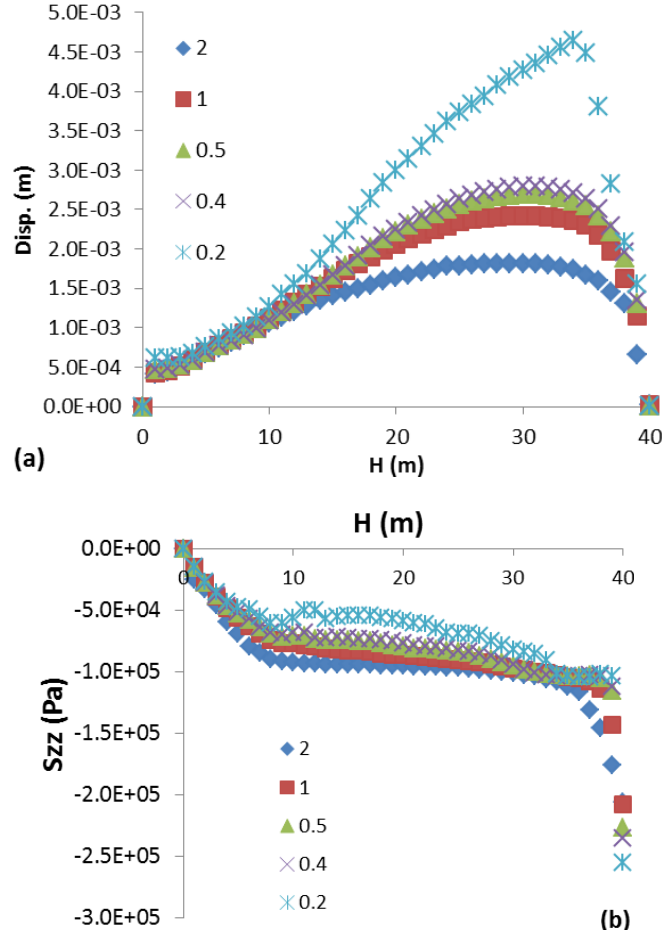 5.0E-03
4.5E-03
4.0E-03
3.5E-03
3.0E-03
2.5E-03
2.0E-03
1.5E-03
1.0E-03
5.0E-04
0.0E+00
Disp. (m)
2
1
0.5
0.4
0.2
0 10 20 30 40
(a)
H (m)
H (m)
0.0E+00
-5.0E+04
-1.0E+05
-1.5E+05
-2.0E+05
-2.5E+05
-3.0E+05
Szz (Pa)
0 10 20 30 40
2
1
0.5
0.4
0.2
(b)